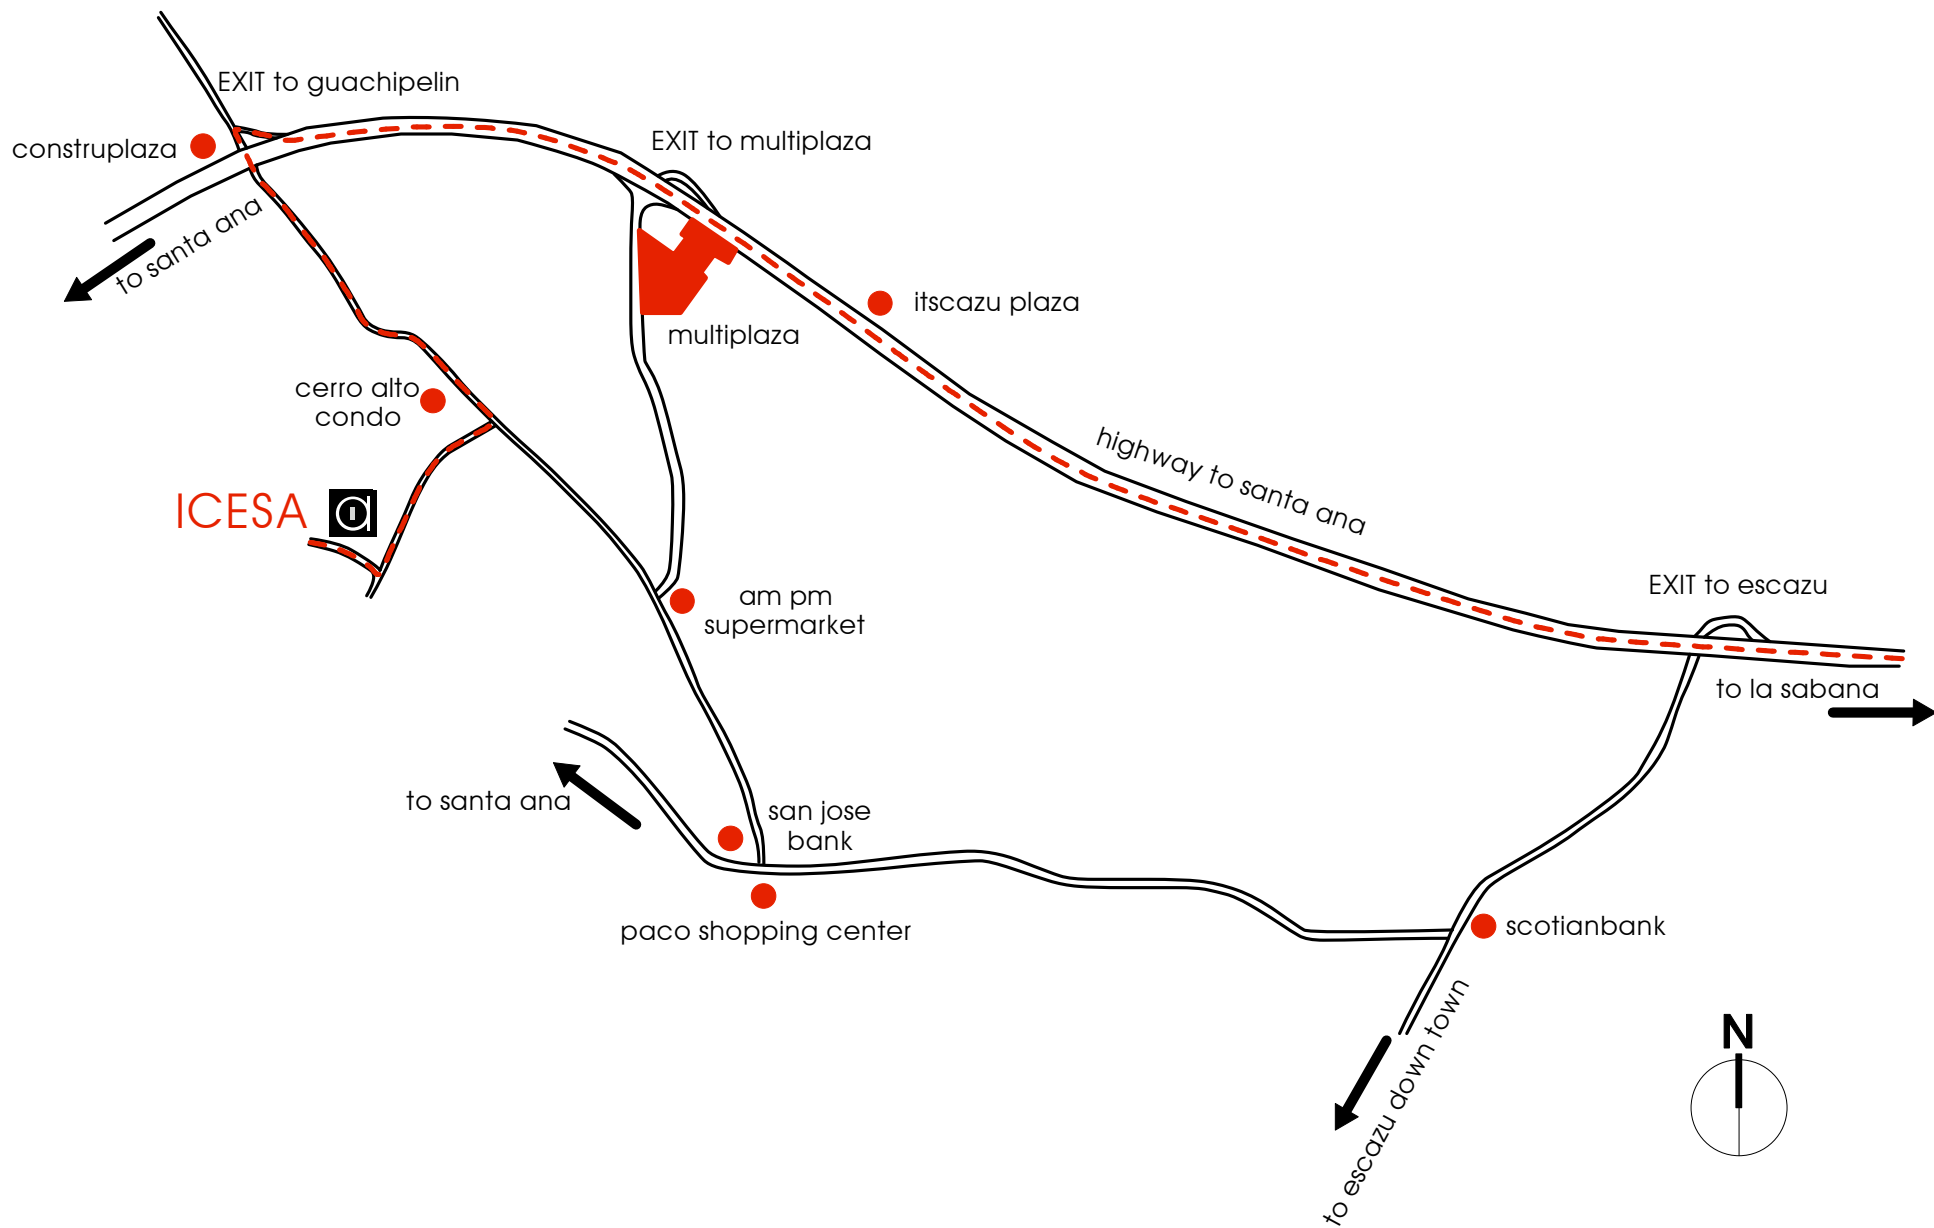 EXIT to guachipelin
construplaza
EXIT to multiplaza
to santa ana
itscazu plaza
multiplaza
cerro alto
condo
highway to santa ana
ICESA
EXIT to escazu
am pm
supermarket
to la sabana
to santa ana
san jose
bank
paco shopping center
scotianbank
to escazu down town
N